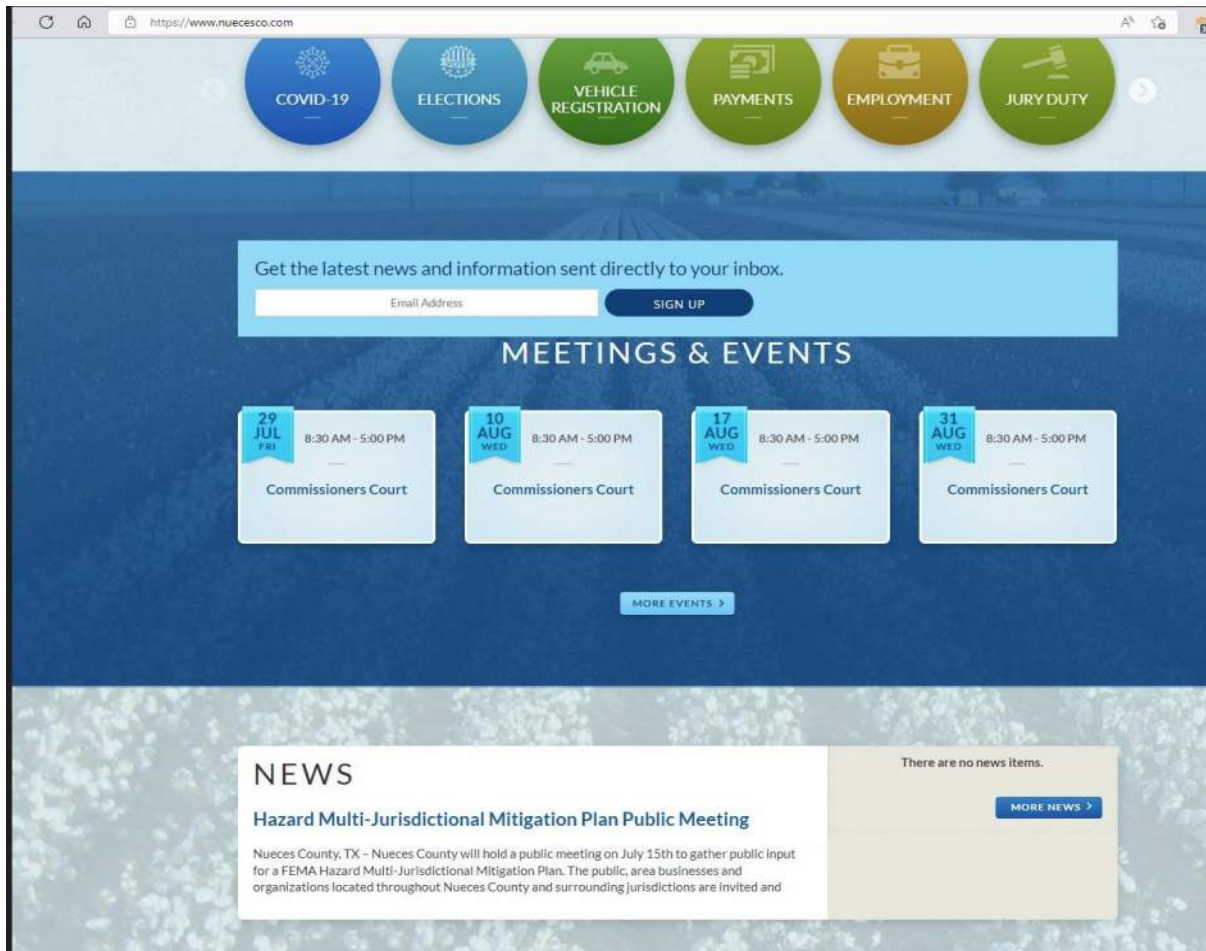 https://www.nuecesco.com
COVID-19
ELECTIONS
VEHICLE
REGISTRATION
PAYMENTS
EMPLOYMENT
JURY DUTY
Get the latest news and information sent directly to your inbox.
Email Address
SIGN UP
MEETINGS & EVENTS
29
JUL
FRI
8:30 AM - 5:00 PM
Commissioners Court
10
AUG
WED
8:30 AM - 5:00 PM
Commissioners Court
17
AUG
WED
8:30 AM - 5:00 PM
Commissioners Court
31
AUG
WED
8:30 AM - 5:00 PM
Commissioners Court
MORE EVENTS >
NEWS
Hazard Multi-Jurisdictional Mitigation Plan Public Meeting
Nueces County, TX – Nueces County will hold a public meeting on July 15th to gather public input
for a FEMA Hazard Multi-Jurisdictional Mitigation Plan. The public, area businesses and
organizations located throughout Nueces County and surrounding jurisdictions are invited and
There are no news items.
MORE NEWS >